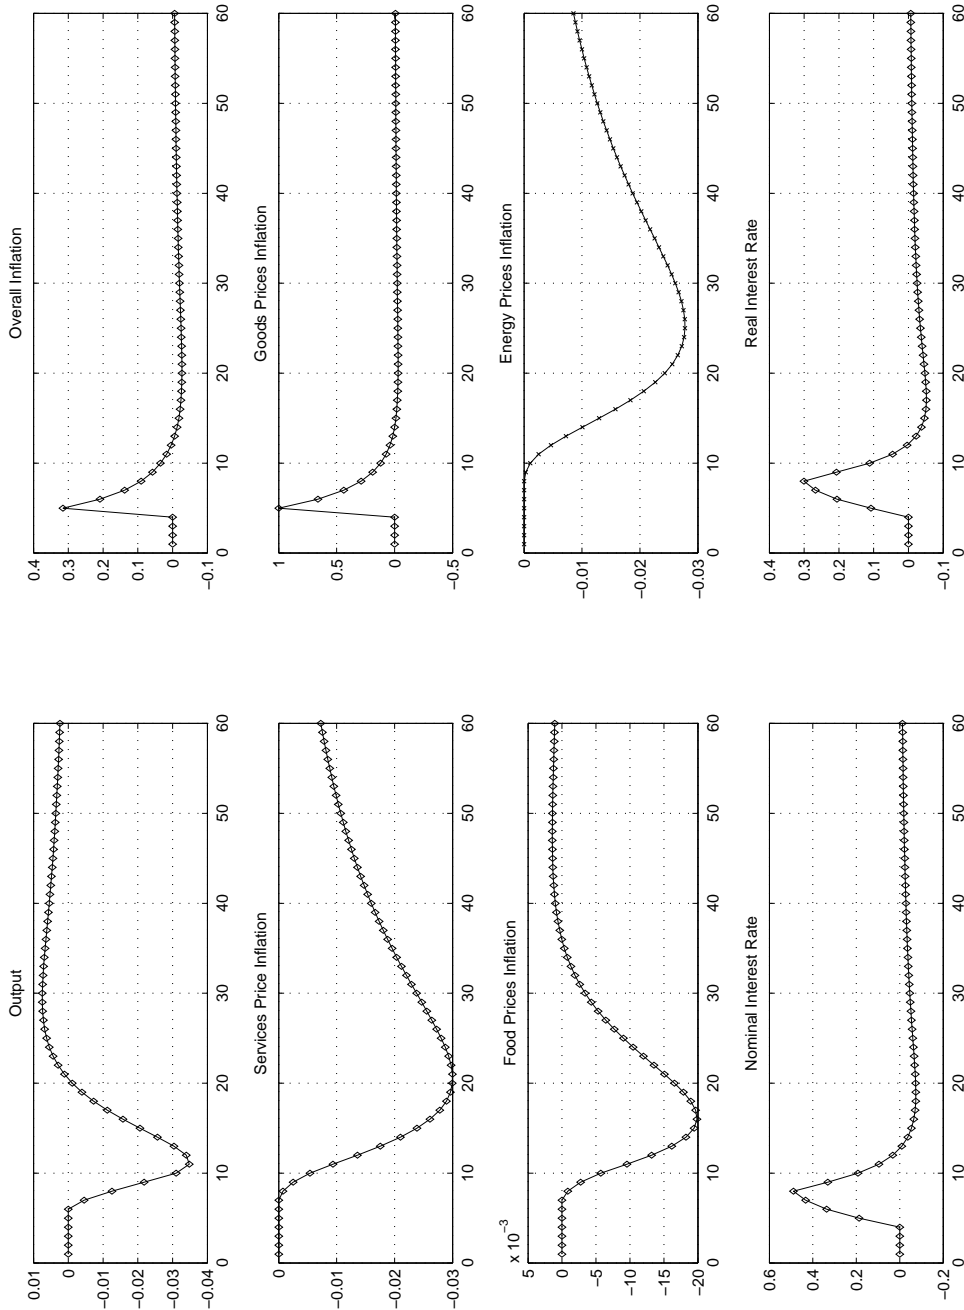 Output
0.01
0
−0.01
−0.02
−0.03
−0.04
0 10 20 30 40 50 60
Overall Inflation
0.4
0.3
0.2
0.1
0
−0.1
0 10 20 30 40 50 60
Services Price Inflation
0
−0.01
−0.02
−0.03
0 10 20 30 40 50 60
Goods Prices Inflation
1
0.5
0
−0.5
0 10 20 30 40 50 60
Food Prices Inflation
x 10−3
5
0
−5
−10
−15
−20
0 10 20 30 40 50 60
Energy Prices Inflation
0
−0.01
−0.02
−0.03
0 10 20 30 40 50 60
Nominal Interest Rate
0.6
0.4
0.2
0
−0.2
0 10 20 30 40 50 60
Real Interest Rate
0.4
0.3
0.2
0.1
0
−0.1
0 10 20 30 40 50 60